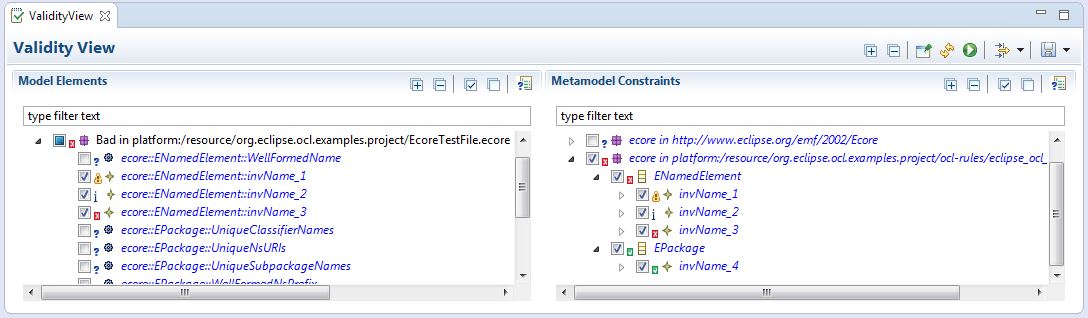 ValidityView
Validity View
Model Elements
type filter text
Bad in platform:/resource/org.eclipse.ocl.examples.project/EcoreTestFile.ecore
ecore::ENamedElement::WellFormedName
ecore::ENamedElement::invName_1
ecore::ENamedElement::invName_2
ecore::ENamedElement::invName_3
ecore::EPackage::UniqueClassifierNames
ecore::EPackage::UniqueNsURIs
ecore::EPackage::UniqueSubpackageNames
ecore::EPackage::WellFormedNsPrefix
Metamodel Constraints
type filter text
ecore in http://www.eclipse.org/emf/2002/Ecore
ecore in platform:/resource/org.eclipse.ocl.examples.project/ocl-rules/eclipse_ocl_
ENamedElement
invName_1
invName_2
invName_3
EPackage
invName_4